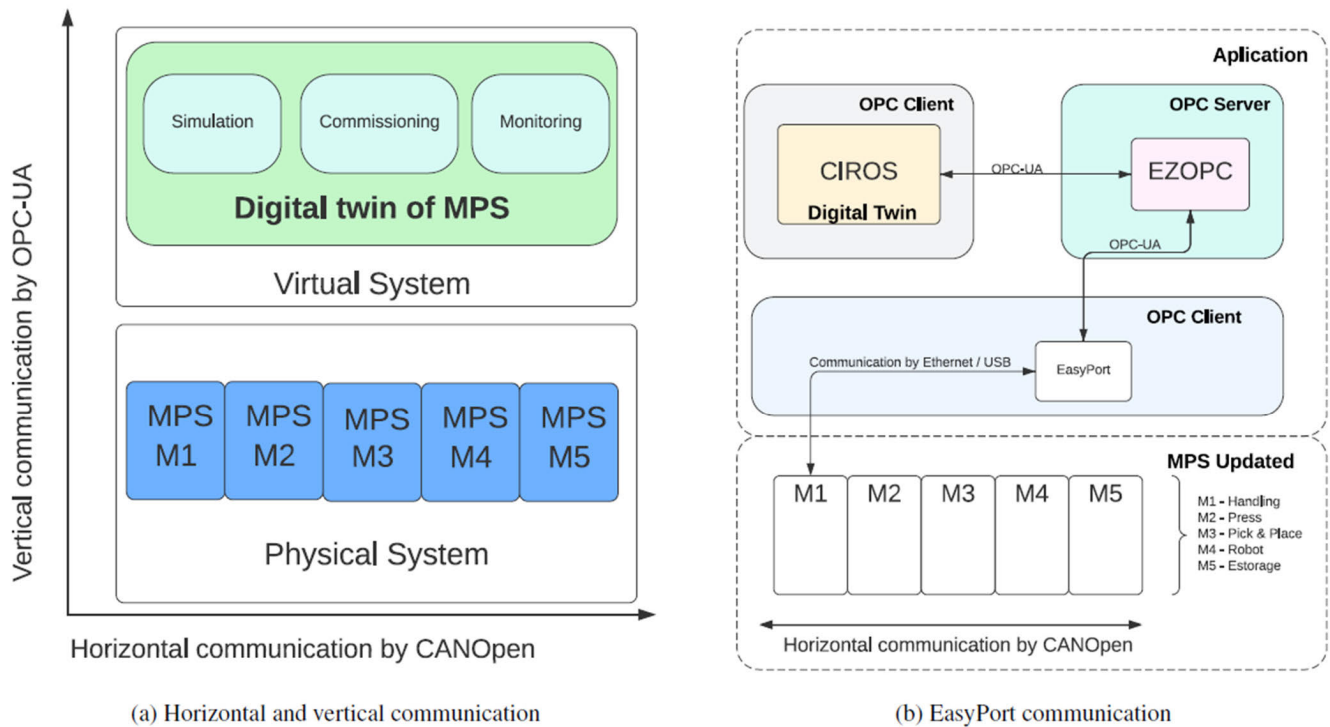 Vertical communication by OPC-UA
Simulation
Commissioning
Monitoring
Digital twin of MPS
Virtual System
MPS
M1
MPS
M2
MPS
M3
MPS
M4
MPS
M5
Physical System
Horizontal communication by CANOpen
(a) Horizontal and vertical communication
Aplication
OPC Client
CIROS
Digital Twin
OPC-UA
OPC Server
EZOPC
OPC-UA
OPC Client
Communication by Ethernet / USB
EasyPort
MPS Updated
M1
M2
M3
M4
M5
M1 - Handling
M2 - Press
M3 - Pick & Place
M4 - Robot
M5 - Estorage
Horizontal communication by CANOpen
(b) EasyPort communication